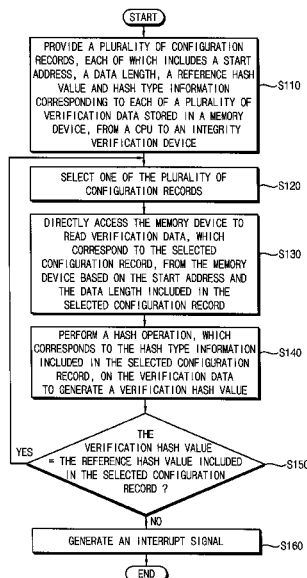 START
PROVIDE A PLURALITY OF CONFIGURATION
RECORDS, EACH OF WHICH INCLUDES A START
ADDRESS, A DATA LENGTH, A REFERENCE HASH
VALUE AND HASH TYPE INFORMATION
CORRESPONDING TO EACH OF A PLURALITY OF
VERIFICATION DATA STORED IN A MEMORY
DEVICE, FROM A CPU TO AN INTEGRITY
VERIFICATION DEVICE
S110
SELECT ONE OF THE PLURALITY OF
CONFIGURATION RECORDS
S120
DIRECTLY ACCESS THE MEMORY DEVICE TO
READ VERIFICATION DATA, WHICH
CORRESPOND TO THE SELECTED
CONFIGURATION RECORD, FROM THE MEMORY
DEVICE BASED ON THE START ADDRESS AND
THE DATA LENGTH INCLUDED IN THE
SELECTED CONFIGURATION RECORD
S130
PERFORM A HASH OPERATION, WHICH
CORRESPONDS TO THE HASH TYPE INFORMATION
INCLUDED IN THE SELECTED CONFIGURATION
RECORD, ON THE VERIFICATION DATA
TO GENERATE A VERIFICATION HASH VALUE
S140
YES
THE
VERIFICATION HASH VALUE
= THE REFERENCE HASH VALUE INCLUDED
IN THE SELECTED CONFIGURATION
RECORD ?
S150
NO
GENERATE AN INTERRUPT SIGNAL
S160
END